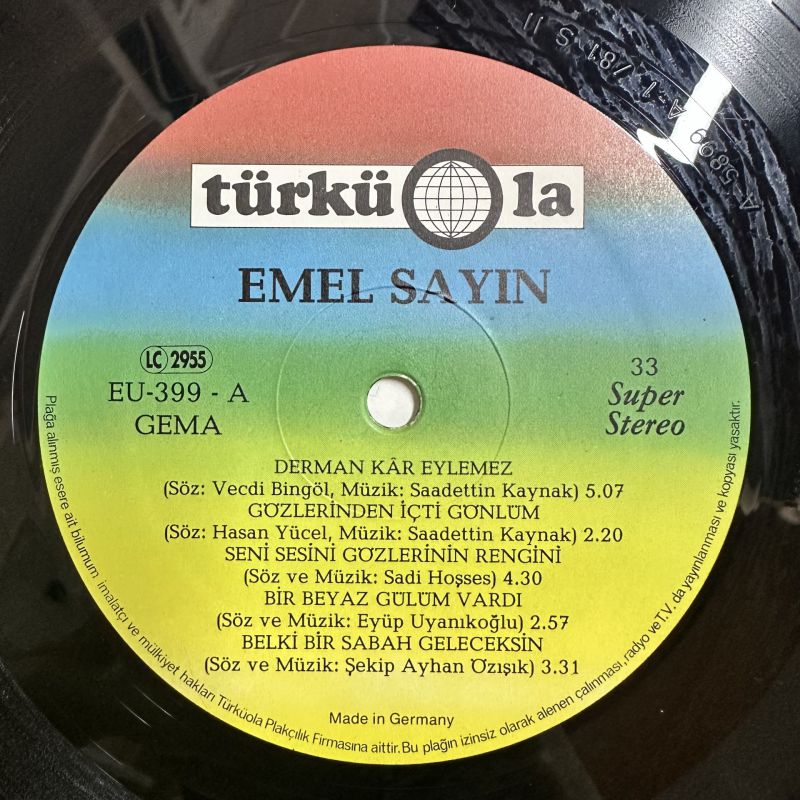 A 5899 A-1 /81 S II
türküola
EMEL SAYIN
LC 2955
EU-399 - A
GEMA
33
Super
Stereo
DERMAN KÂR EYLEMEZ
(Söz: Vecdi Bingöl, Müzik: Saadettin Kaynak) 5.07
GÖZLERİNDEN İÇTİ GÖNLÜM
(Söz: Hasan Yücel, Müzik: Saadettin Kaynak) 2.20
SENİ SESİNİ GÖZLERİNİN RENGİNİ
(Söz ve Müzik: Sadi Hoşses) 4.30
BİR BEYAZ GÜLÜM VARDI
(Söz ve Müzik: Eyüp Uyanıkoğlu) 2.57
BELKİ BİR SABAH GELECEKSİN
(Söz ve Müzik: Şekip Ayhan Özışık) 3.31
Made in Germany
Plağa alınmış esere ait bilumum imalatçı ve mülkiyet hakları Türküola Plakçılık Firmasına aittir. Bu plağın izinsiz olarak alenen çalınması, radyo ve T.V. da yayınlanması ve kopyası yasaktır.